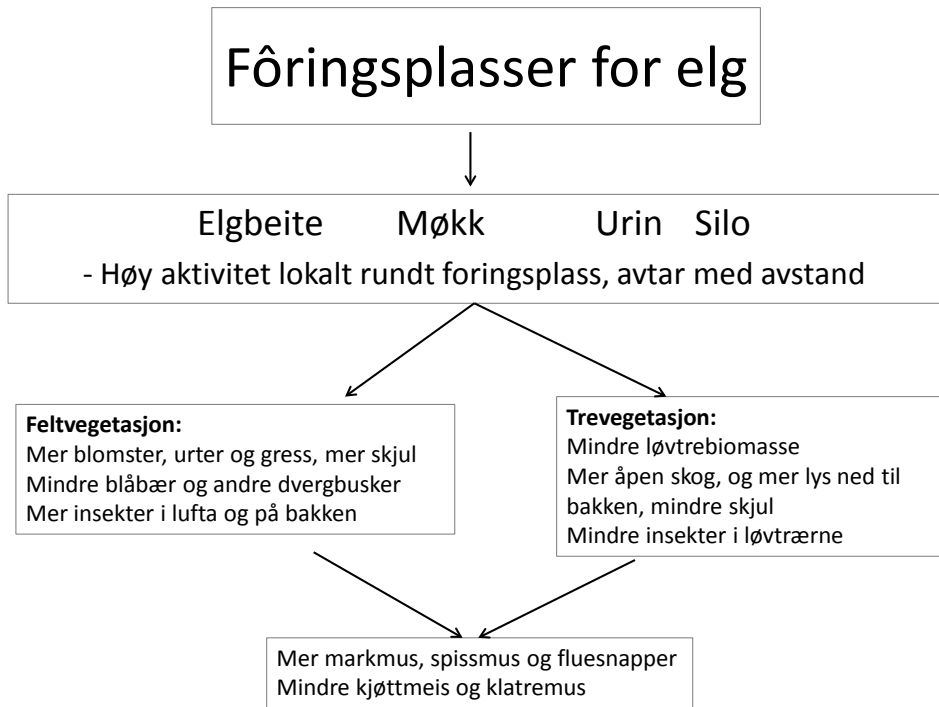 Fôringsplasser for elg
Elgbeite Møkk Urin Silo
- Høy aktivitet lokalt rundt foringsplass, avtar med avstand
Feltvegetasjon:
Mer blomster, urter og gress, mer skjul
Mindre blåbær og andre dvergbusker
Mer insekter i lufta og på bakken
Trevegetasjon:
Mindre løvtrebiomasse
Mer åpen skog, og mer lys ned til
bakken, mindre skjul
Mindre insekter i løvtrærne
Mer markmus, spissmus og fluesnapper
Mindre kjøttmeis og klatremus